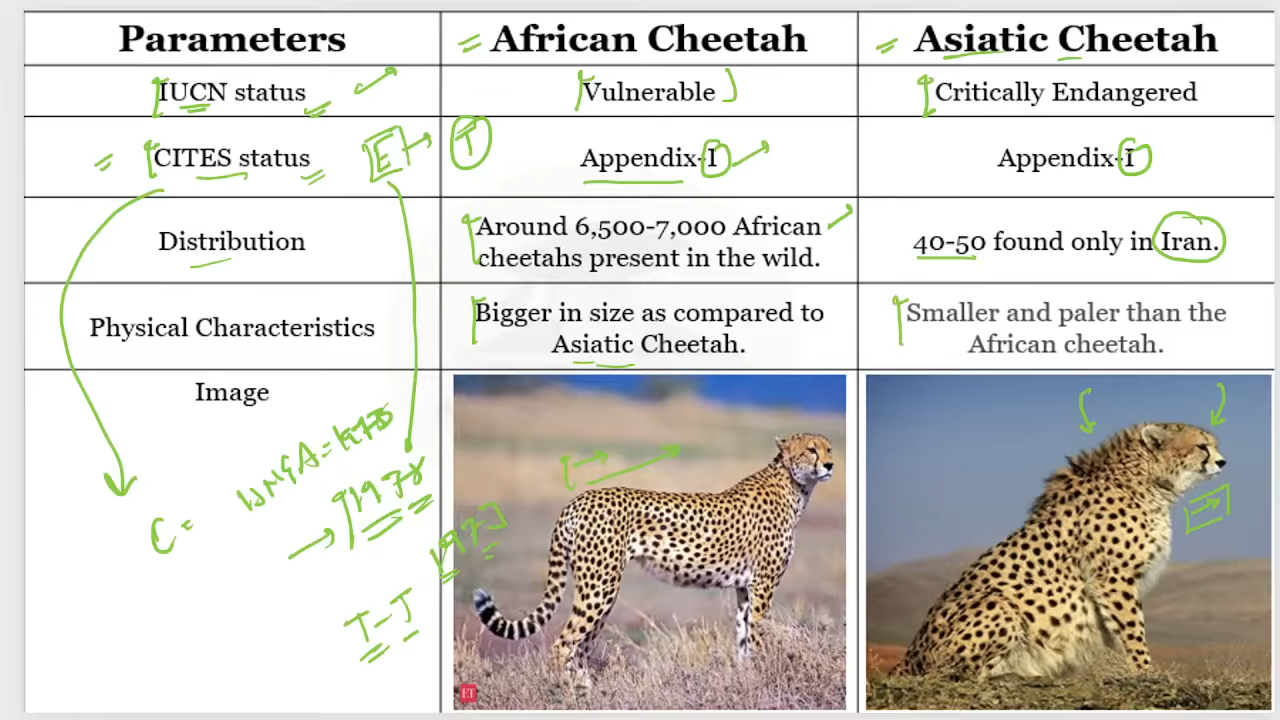 Parameters
African Cheetah
Asiatic Cheetah
IUCN status
Vulnerable
Critically Endangered
CITES status
E
T
Appendix-I
Appendix-I
Distribution
Around 6,500-7,000 African
cheetahs present in the wild.
40-50 found only in Iran.
Physical Characteristics
Bigger in size as compared to
Asiatic Cheetah.
Smaller and paler than the
African cheetah.
Image
C =
T-J
ET